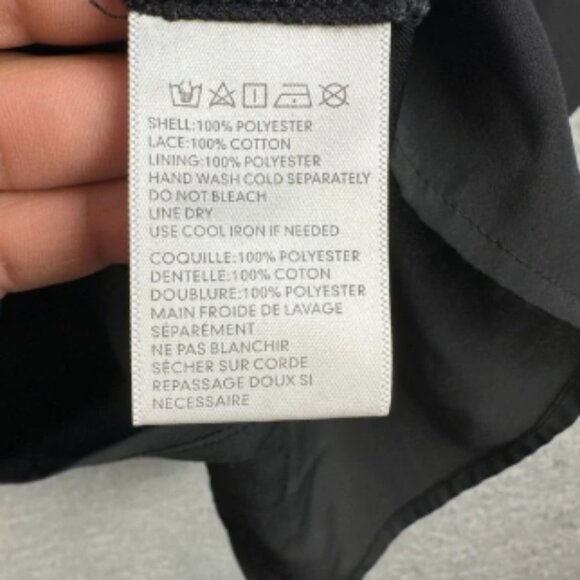 SHELL:100% POLYESTER
LACE:100% COTTON
LINING:100% POLYESTER
HAND WASH COLD SEPARATELY
DO NOT BLEACH
LINE DRY
USE COOL IRON IF NEEDED
COQUILLE:100% POLYESTER
DENTELLE:100% COTON
DOUBLURE:100% POLYESTER
MAIN FROIDE DE LAVAGE
SÉPARÉMENT
NE PAS BLANCHIR
SÉCHER SUR CORDE
REPASSAGE DOUX SI
NÉCESSAIRE